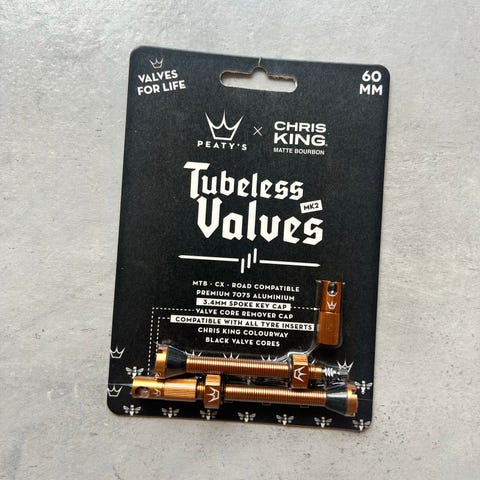 VALVES
FOR LIFE
60
MM
PEATY'S
×
CHRIS
KING
MATTE BOURBON
Tubeless
MK2
Valves
MTB · CX · ROAD COMPATIBLE
PREMIUM 7075 ALUMINIUM
3.4MM SPOKE KEY CAP
VALVE CORE REMOVER CAP
COMPATIBLE WITH ALL TYRE INSERTS
CHRIS KING COLOURWAY
BLACK VALVE CORES